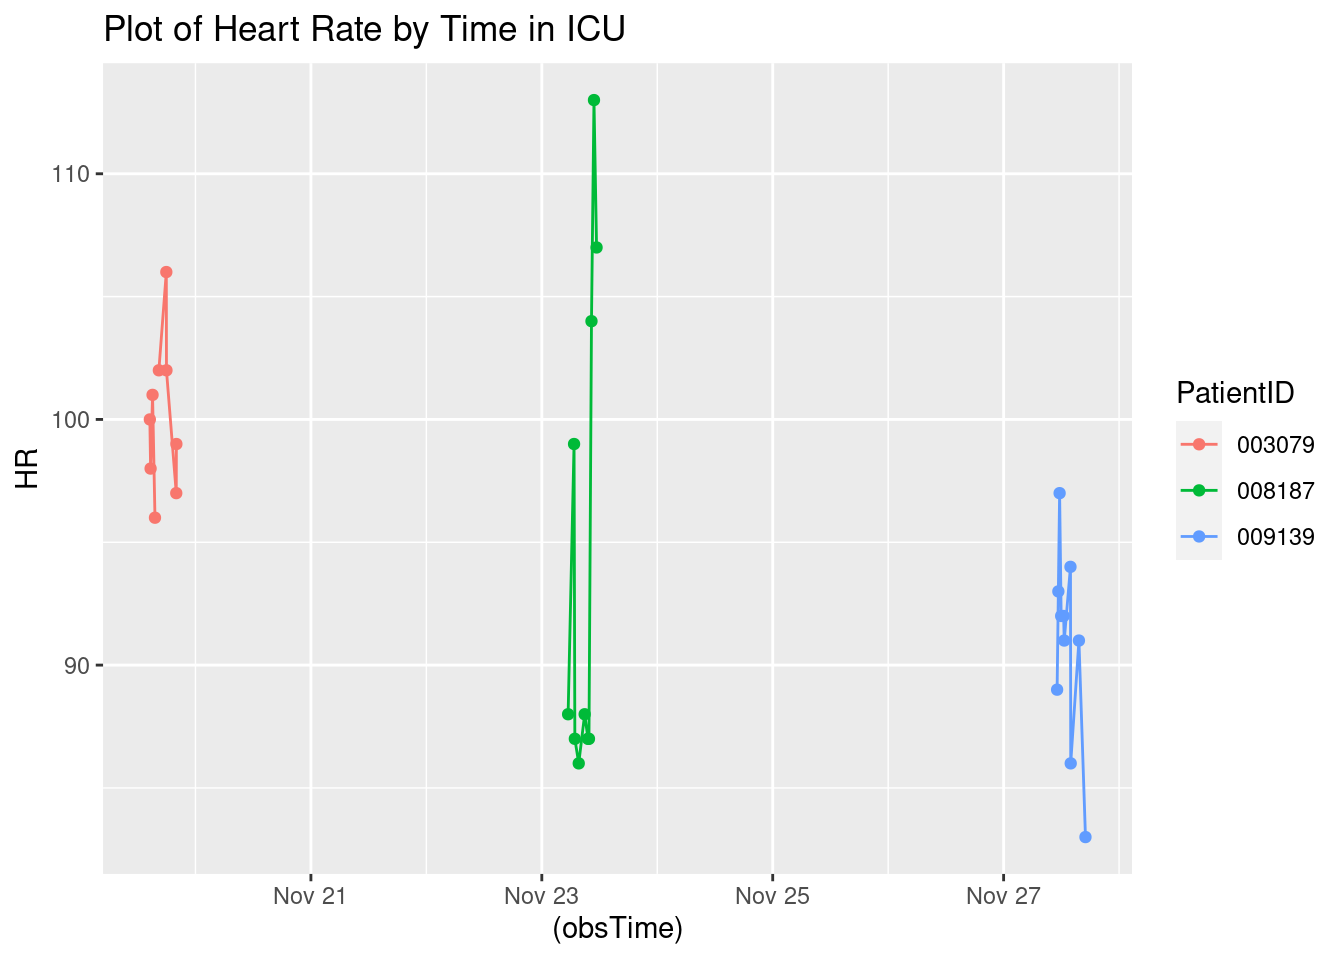 Plot of Heart Rate by Time in ICU
110
100
90
HR
Nov 21
Nov 23
Nov 25
Nov 27
(obsTime)
PatientID
003079
008187
009139